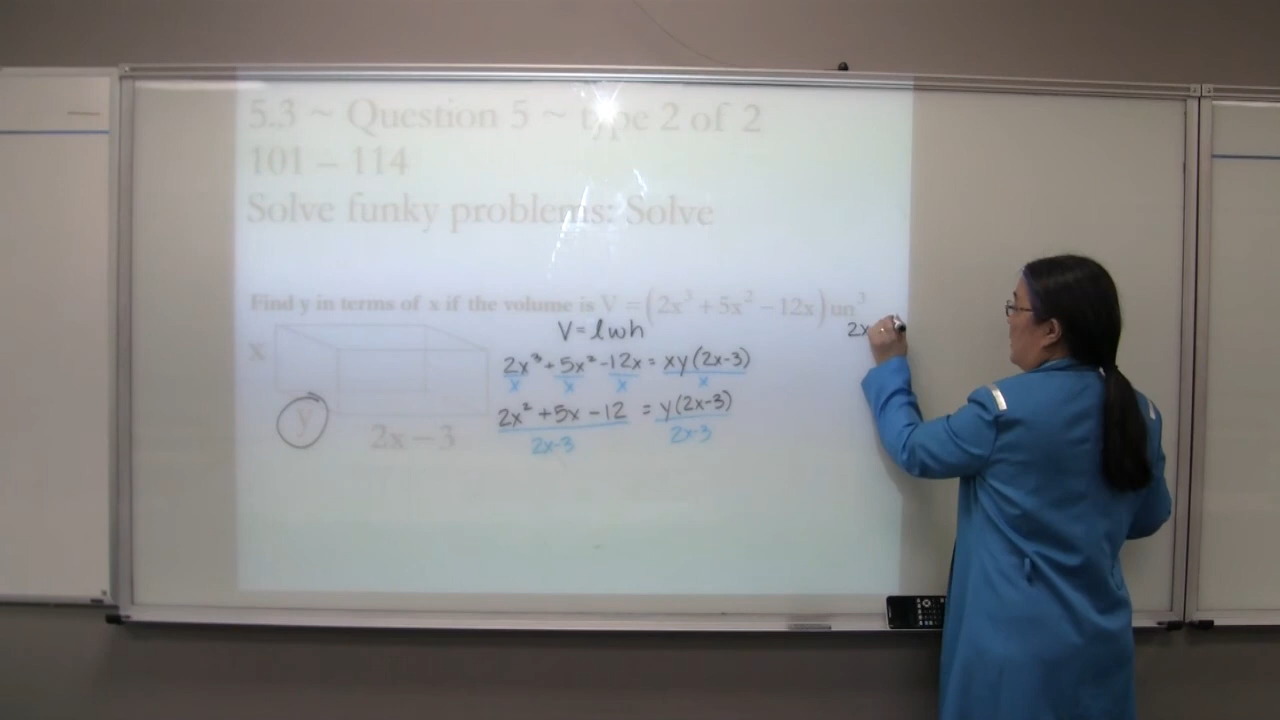 5.3 ~ Question 5 ~ type 2 of 2
101 – 114
Solve funky problems: Solve
Find y in terms of x if the volume is V = (2x³ + 5x² − 12x) un³
V = lwh
2x
x
2x³ + 5x² - 12x = xy(2x-3)
x x x x
2x² + 5x - 12 = y(2x-3)
y
2x − 3
2x-3 2x-3